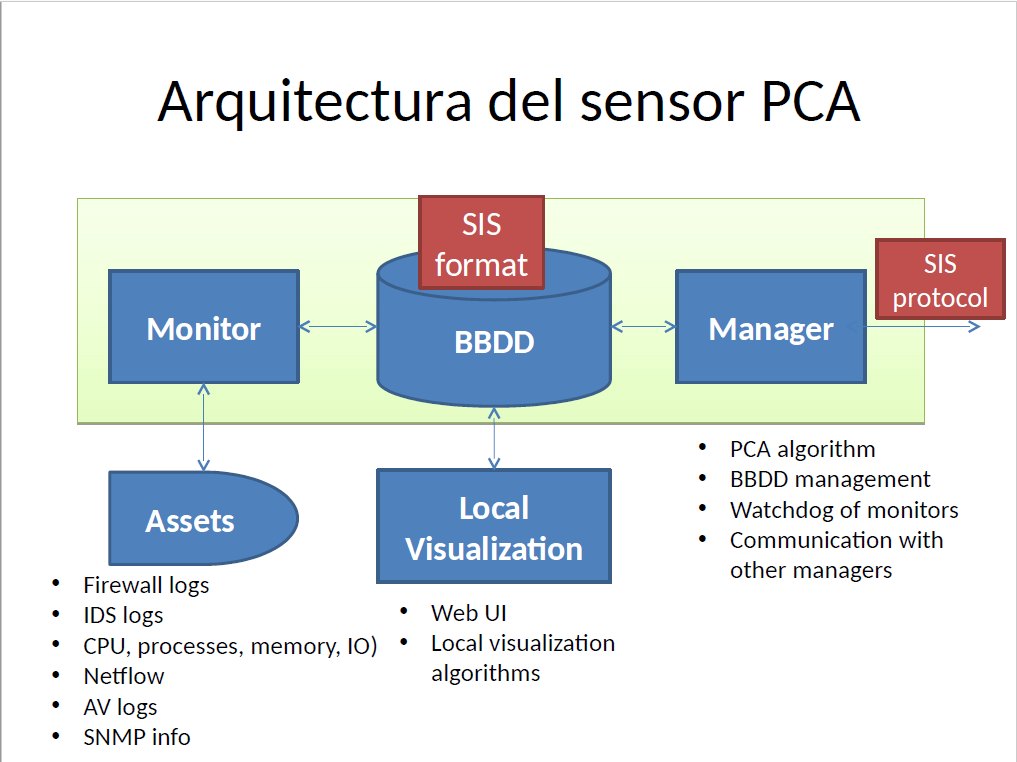 Arquitectura del sensor PCA
SIS
format
SIS
protocol
Monitor
BBDD
Manager
Assets
Local
Visualization
• PCA algorithm
• BBDD management
• Watchdog of monitors
• Communication with
other managers
• Firewall logs
• IDS logs
• CPU, processes, memory, IO)
• Netflow
• AV logs
• SNMP info
• Web UI
• Local visualization
algorithms